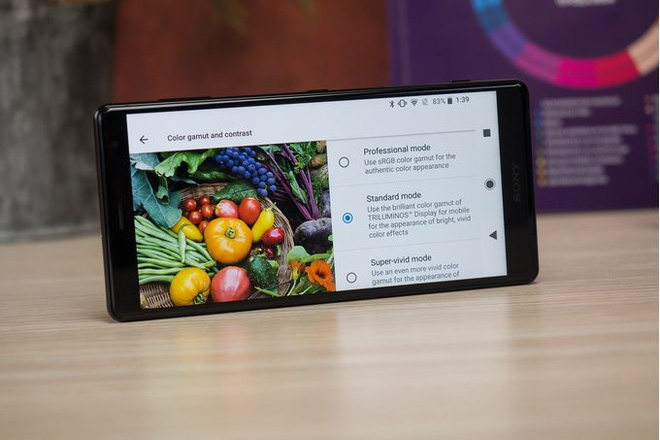 83% 1:39
Color gamut and contrast
Professional mode
Use sRGB color gamut for the
authentic color appearance
Standard mode
Use the brilliant color gamut of
TRILUMINOS™ Display for mobile
for the appearance of bright, vivid
color effects
Super-vivid mode
Use an even more vivid color
gamut for the appearance of
SONY